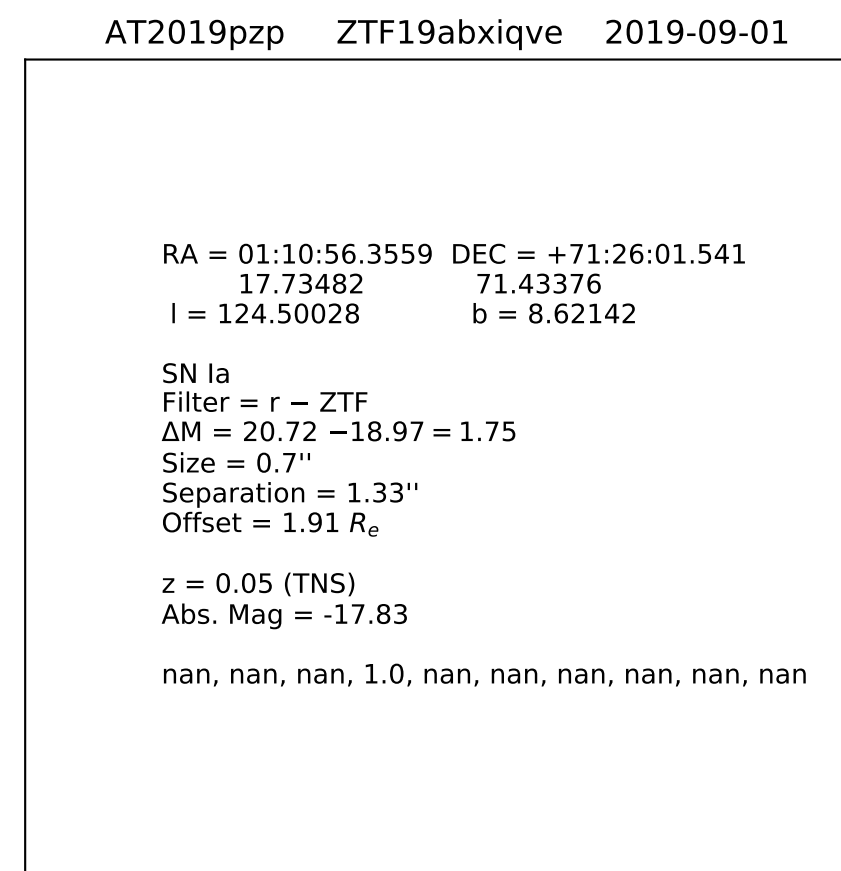 AT2019pzp ZTF19abxiqve 2019-09-01
RA = 01:10:56.3559 DEC = +71:26:01.541
17.73482 71.43376
l = 124.50028 b = 8.62142
SN Ia
Filter = r − ZTF
ΔM = 20.72 −18.97 = 1.75
Size = 0.7''
Separation = 1.33''
Offset = 1.91 Rₑ
z = 0.05 (TNS)
Abs. Mag = -17.83
nan, nan, nan, 1.0, nan, nan, nan, nan, nan, nan